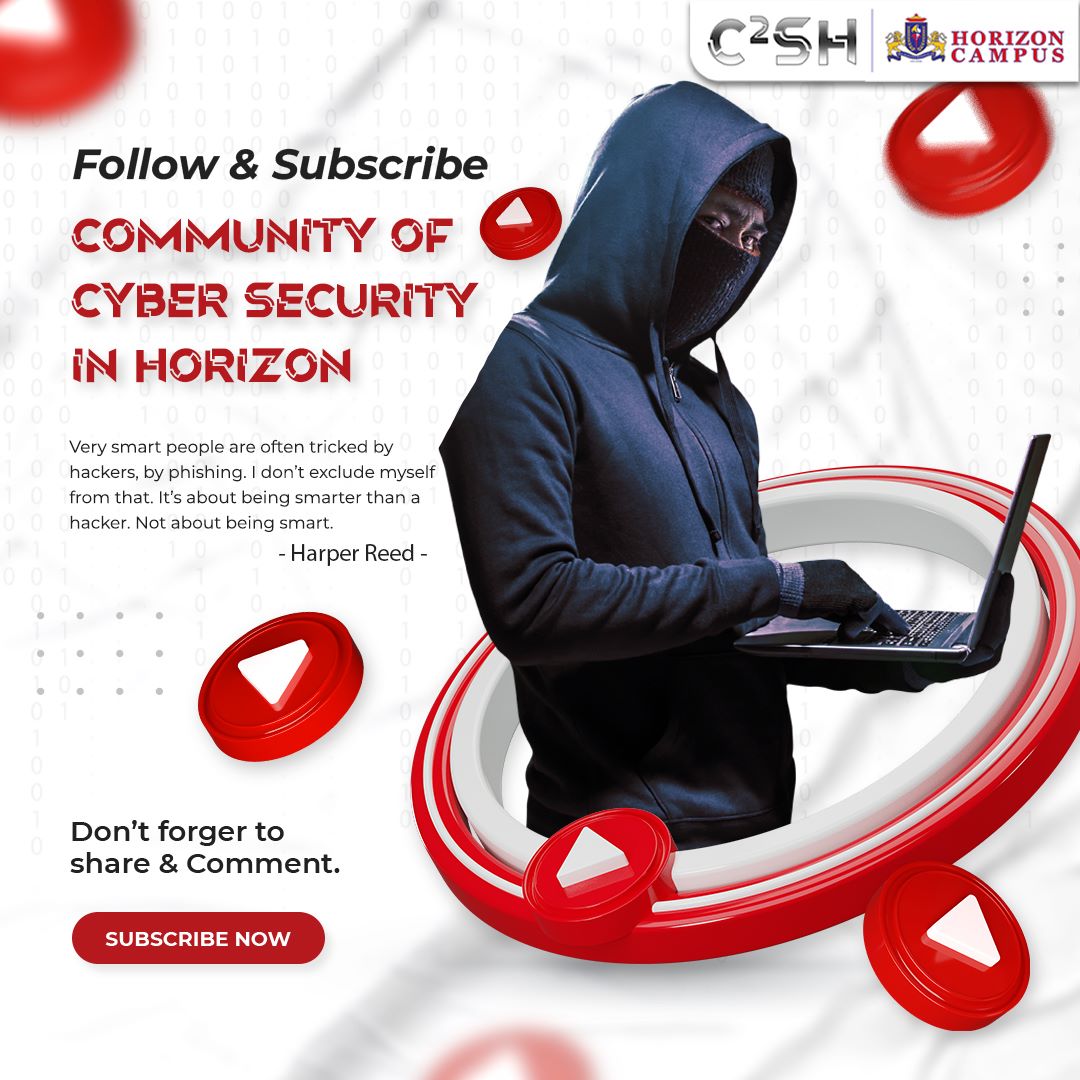 C²SH
HORIZON
CAMPUS
Follow & Subscribe
COMMUNITY OF
CYBER SECURITY
IN HORIZON
Very smart people are often tricked by
hackers, by phishing. I don't exclude myself
from that. It's about being smarter than a
hacker. Not about being smart.
- Harper Reed -
Don't forger to
share & Comment.
SUBSCRIBE NOW